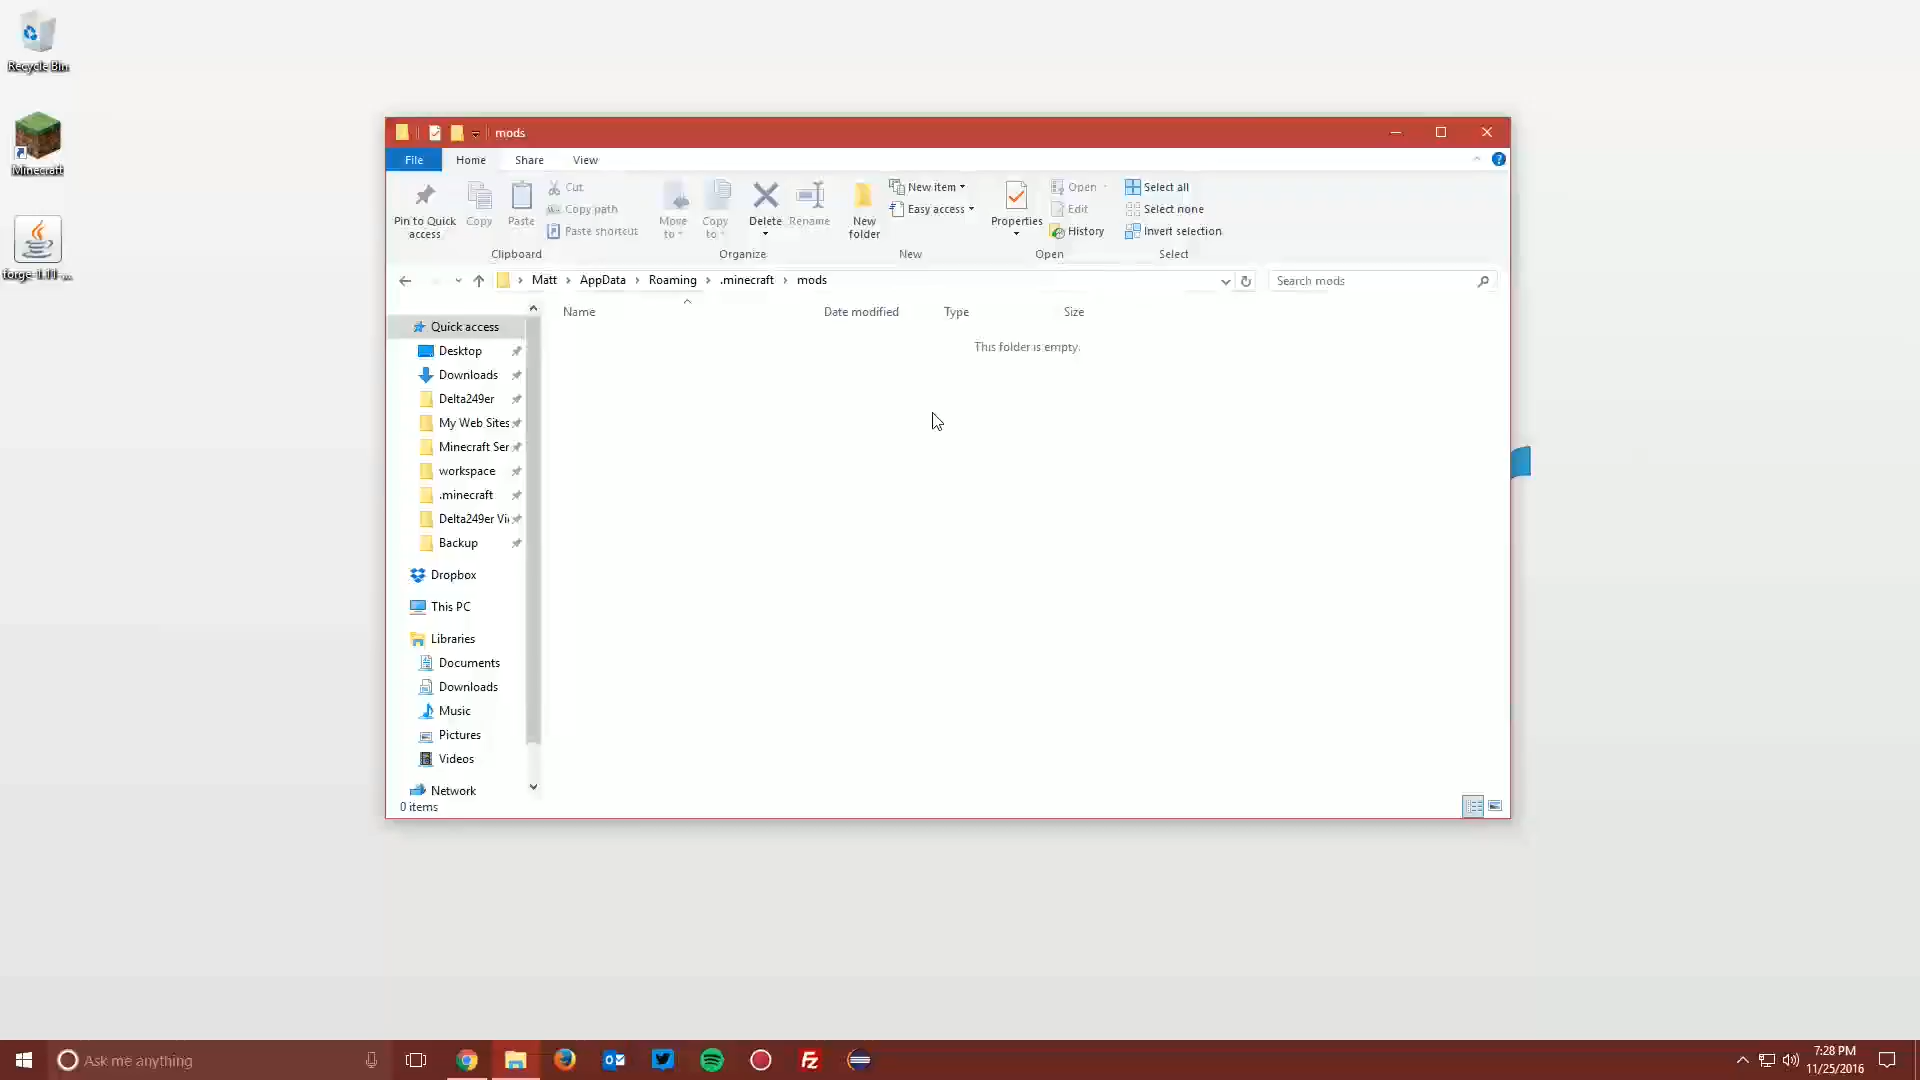 Recycle Bin
Minecraft
forge-1.11-...
mods
File Home Share View
Pin to Quick access
Copy
Paste
Cut
Copy path
Paste shortcut
Clipboard
Move to
Copy to
Delete
Rename
Organize
New folder
New item
Easy access
New
Properties
Open
Edit
History
Open
Select all
Select none
Invert selection
Select
Matt > AppData > Roaming > .minecraft > mods
Search mods
Name Date modified Type Size
This folder is empty.
Quick access
Desktop
Downloads
Delta249er
My Web Sites
Minecraft Ser
workspace
.minecraft
Delta249er Vi
Backup
Dropbox
This PC
Libraries
Documents
Downloads
Music
Pictures
Videos
Network
0 items
Ask me anything
7:28 PM
11/25/2016